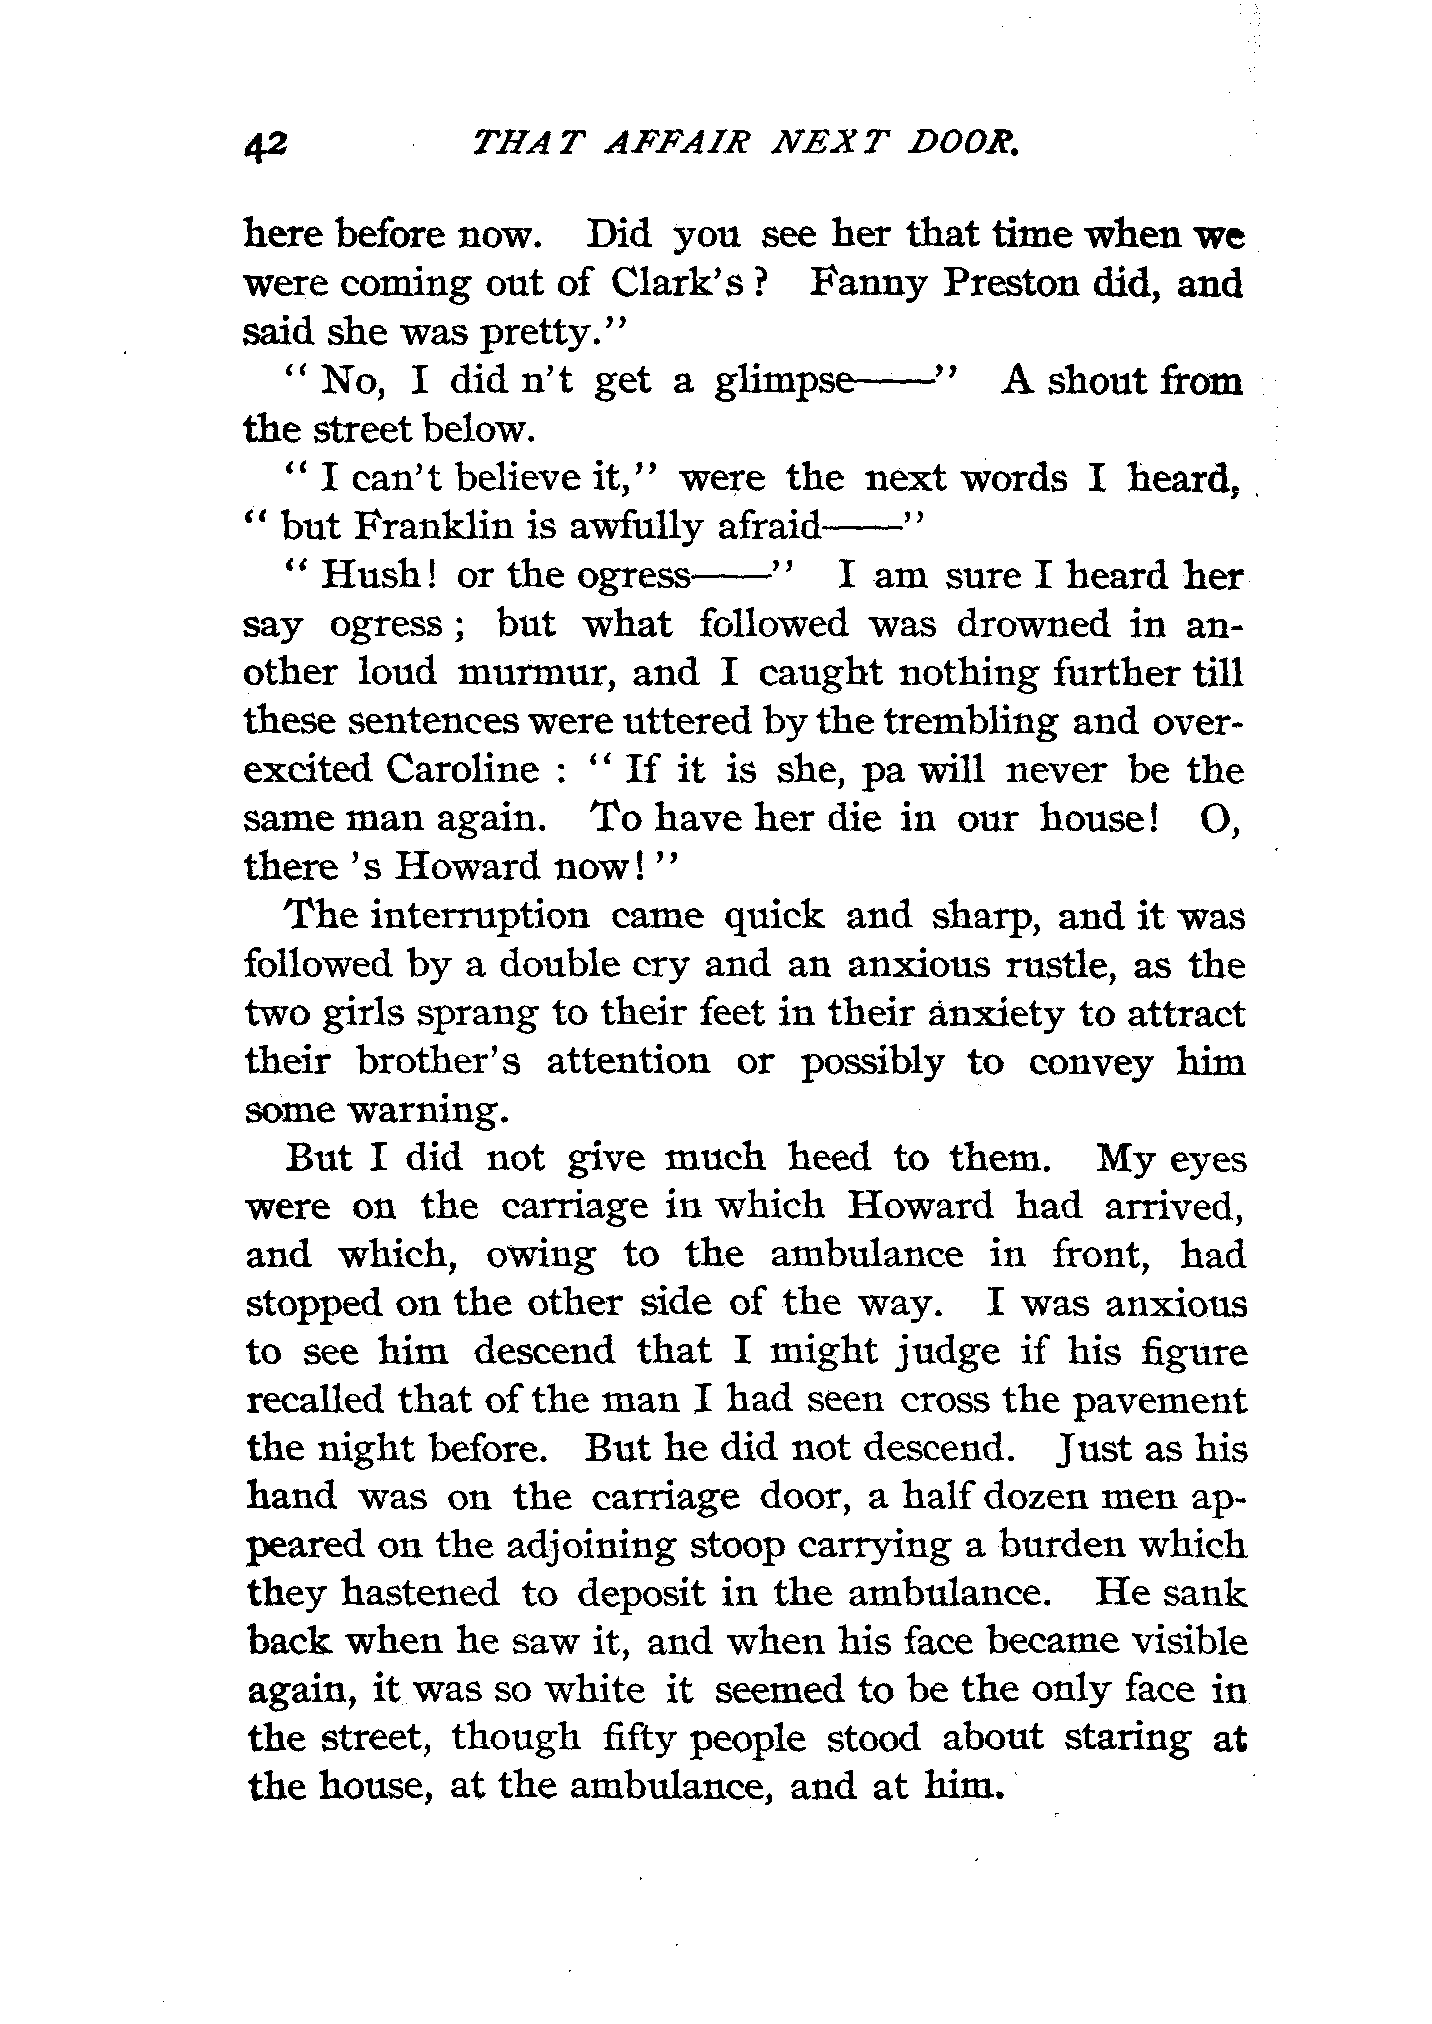 42 THAT AFFAIR NEXT DOOR.
here before now. Did you see her that time when we
were coming out of Clark's? Fanny Preston did, and
said she was pretty."
"No, I did n't get a glimpse——" A shout from
the street below.
"I can't believe it," were the next words I heard,
"but Franklin is awfully afraid——"
"Hush! or the ogress——" I am sure I heard her
say ogress; but what followed was drowned in an-
other loud murmur, and I caught nothing further till
these sentences were uttered by the trembling and over-
excited Caroline: "If it is she, pa will never be the
same man again. To have her die in our house! O,
there 's Howard now!"
The interruption came quick and sharp, and it was
followed by a double cry and an anxious rustle, as the
two girls sprang to their feet in their anxiety to attract
their brother's attention or possibly to convey him
some warning.
But I did not give much heed to them. My eyes
were on the carriage in which Howard had arrived,
and which, owing to the ambulance in front, had
stopped on the other side of the way. I was anxious
to see him descend that I might judge if his figure
recalled that of the man I had seen cross the pavement
the night before. But he did not descend. Just as his
hand was on the carriage door, a half dozen men ap-
peared on the adjoining stoop carrying a burden which
they hastened to deposit in the ambulance. He sank
back when he saw it, and when his face became visible
again, it was so white it seemed to be the only face in
the street, though fifty people stood about staring at
the house, at the ambulance, and at him.